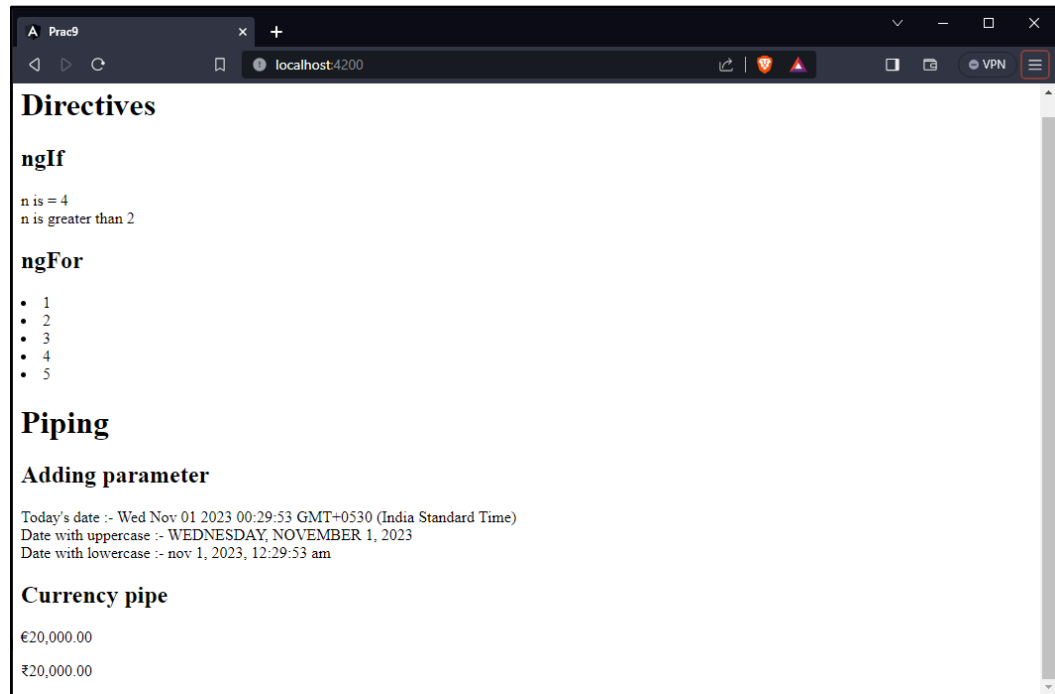 Prac9
localhost:4200
VPN
Directives
ngIf
n is = 4
n is greater than 2
ngFor
• 1
• 2
• 3
• 4
• 5
Piping
Adding parameter
Today's date :- Wed Nov 01 2023 00:29:53 GMT+0530 (India Standard Time)
Date with uppercase :- WEDNESDAY, NOVEMBER 1, 2023
Date with lowercase :- nov 1, 2023, 12:29:53 am
Currency pipe
€20,000.00
₹20,000.00